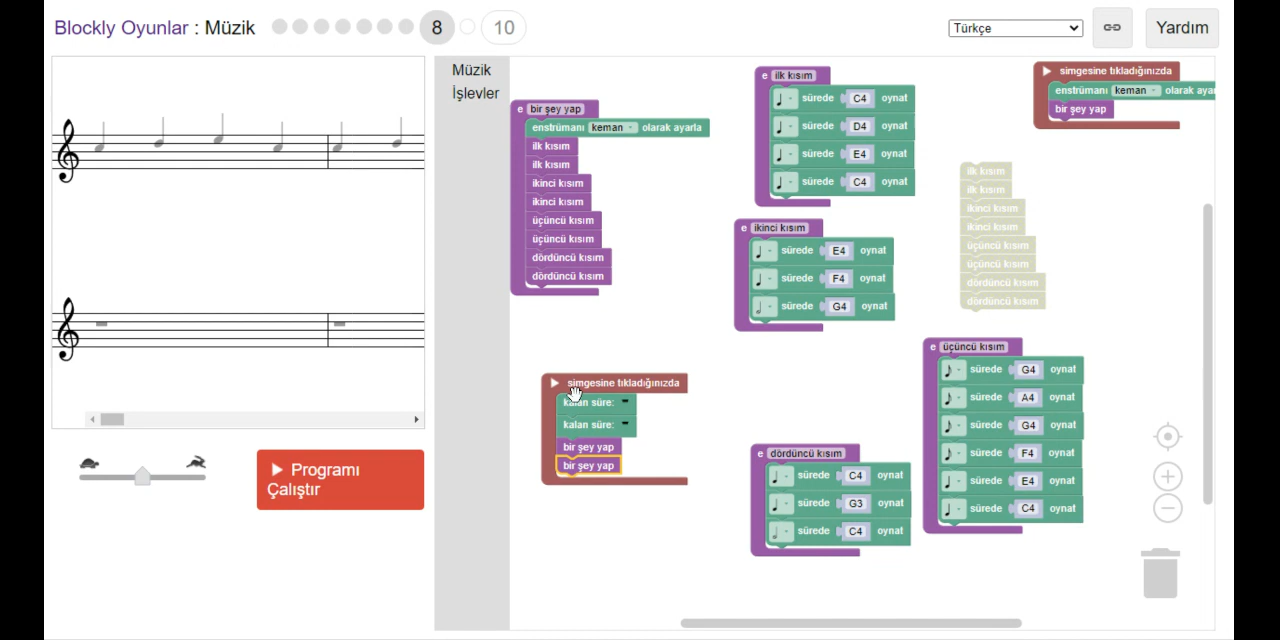 Blockly Oyunlar : Müzik
8
10
Türkçe
Yardım
Müzik
İşlevler
e bir şey yap
enstrümanı keman olarak ayarla
ilk kısım
ilk kısım
ikinci kısım
ikinci kısım
üçüncü kısım
üçüncü kısım
dördüncü kısım
dördüncü kısım
e ilk kısım
sürede C4 oynat
sürede D4 oynat
sürede E4 oynat
sürede C4 oynat
simgesine tıkladığınızda
enstrümanı keman olarak ayar
bir şey yap
e ikinci kısım
sürede E4 oynat
sürede F4 oynat
sürede G4 oynat
ilk kısım
ilk kısım
ikinci kısım
ikinci kısım
üçüncü kısım
üçüncü kısım
dördüncü kısım
dördüncü kısım
simgesine tıkladığınızda
kalan süre:
kalan süre:
bir şey yap
bir şey yap
e üçüncü kısım
sürede G4 oynat
sürede A4 oynat
sürede G4 oynat
sürede F4 oynat
sürede E4 oynat
sürede C4 oynat
e dördüncü kısım
sürede C4 oynat
sürede G3 oynat
sürede C4 oynat
Programı
Çalıştır